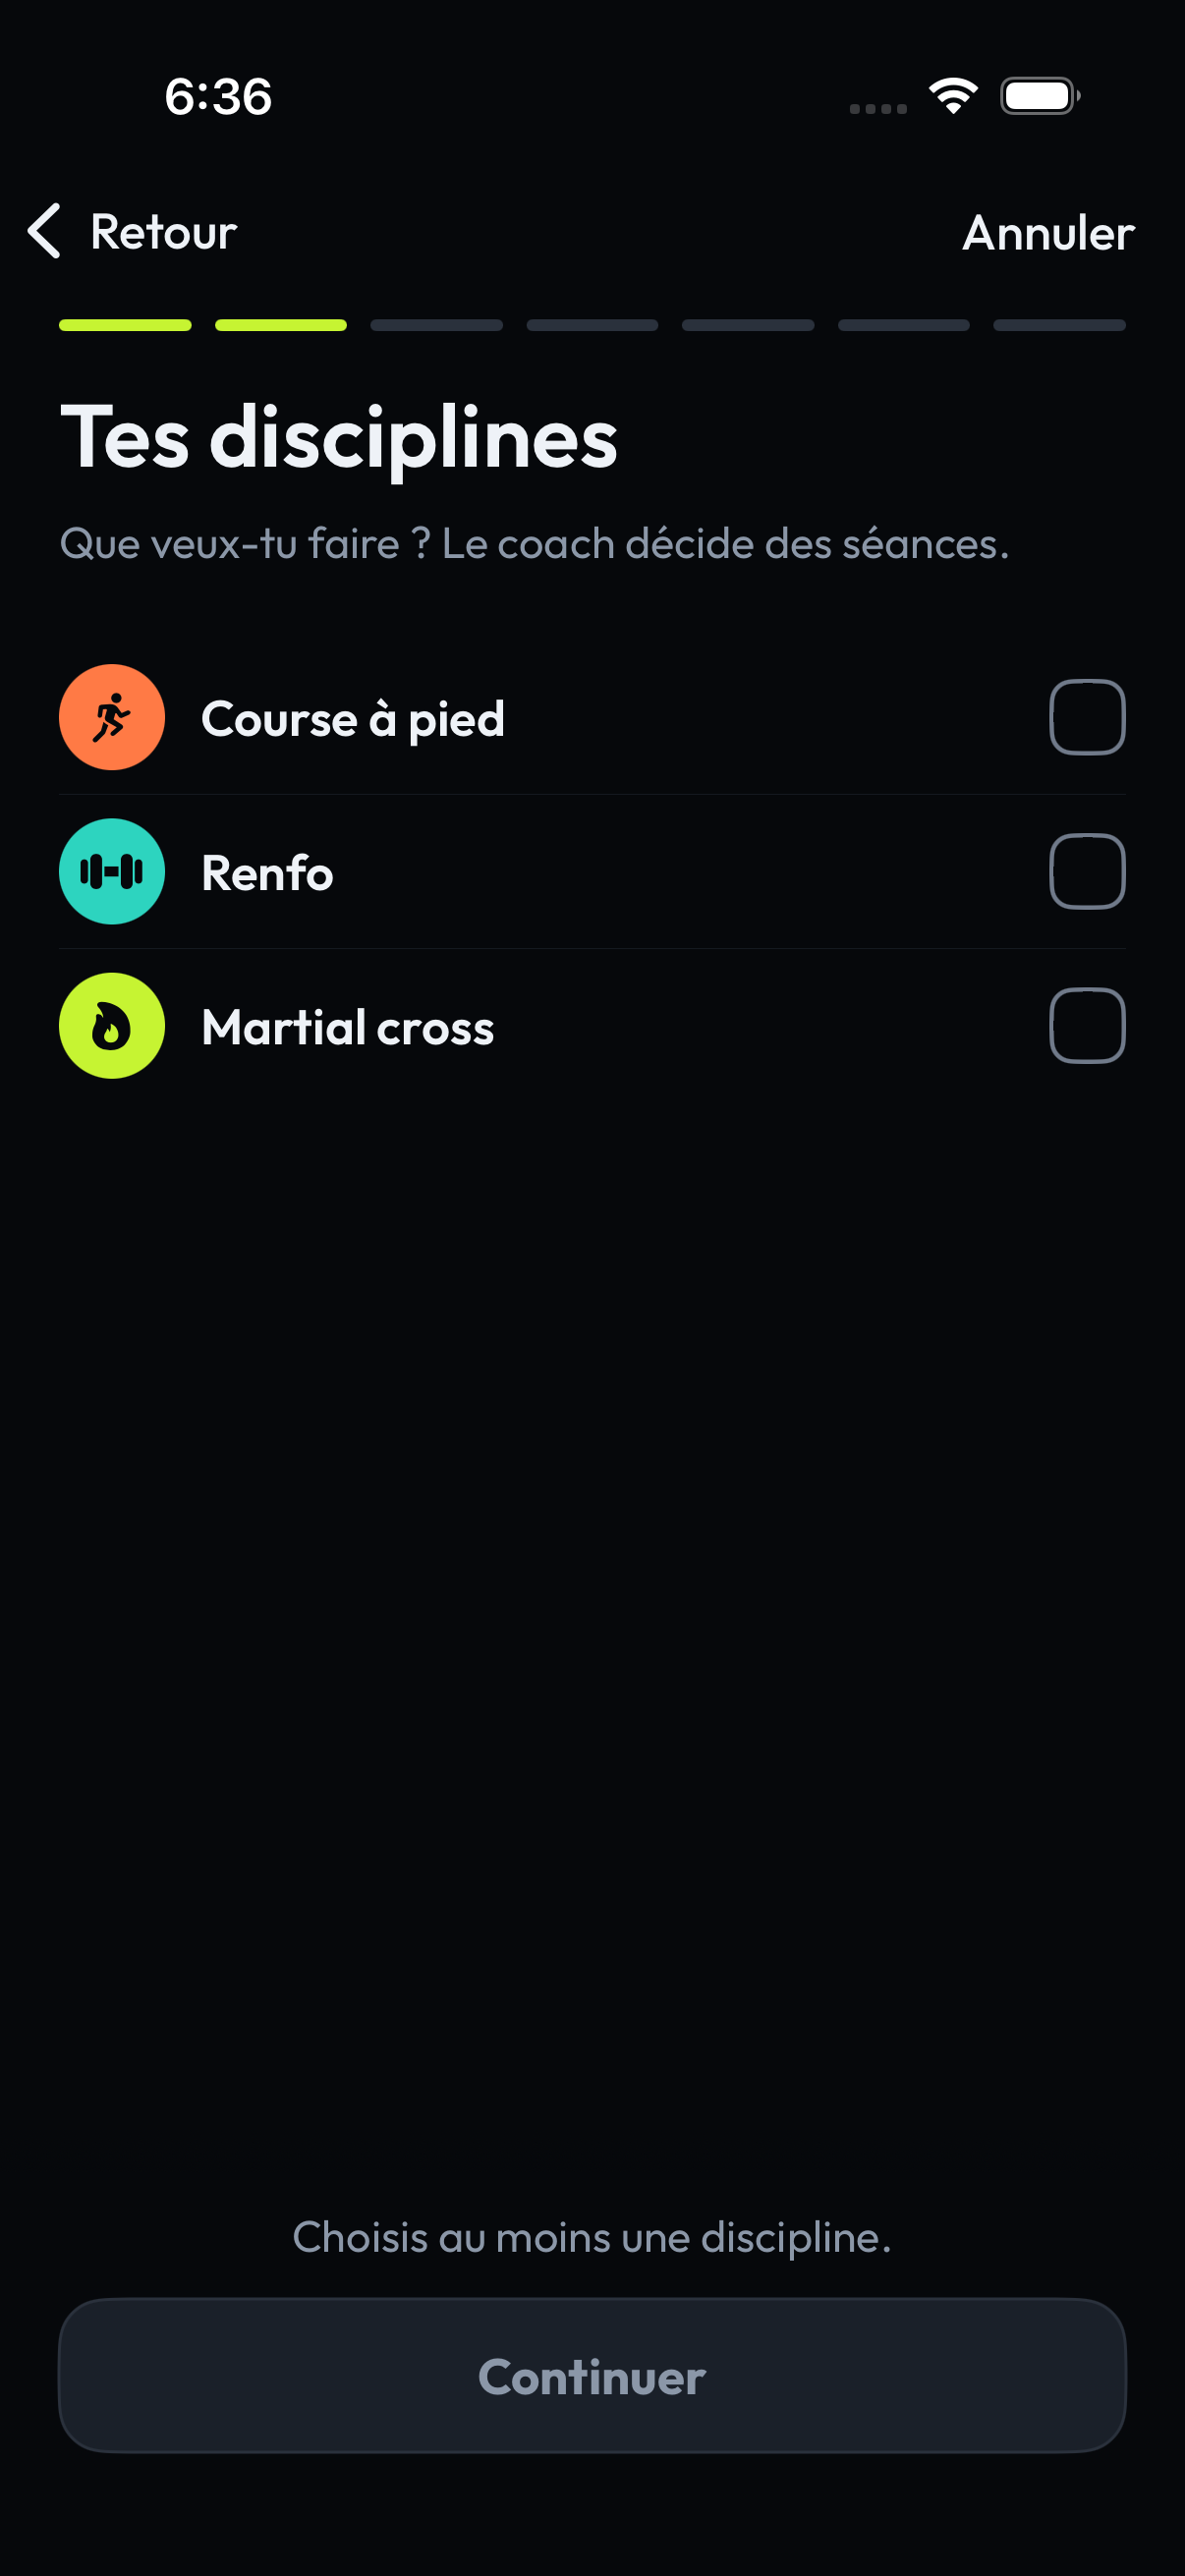 6:36
Retour
Annuler
Tes disciplines
Que veux-tu faire ? Le coach décide des séances.
Course à pied
Renfo
Martial cross
Choisis au moins une discipline.
Continuer